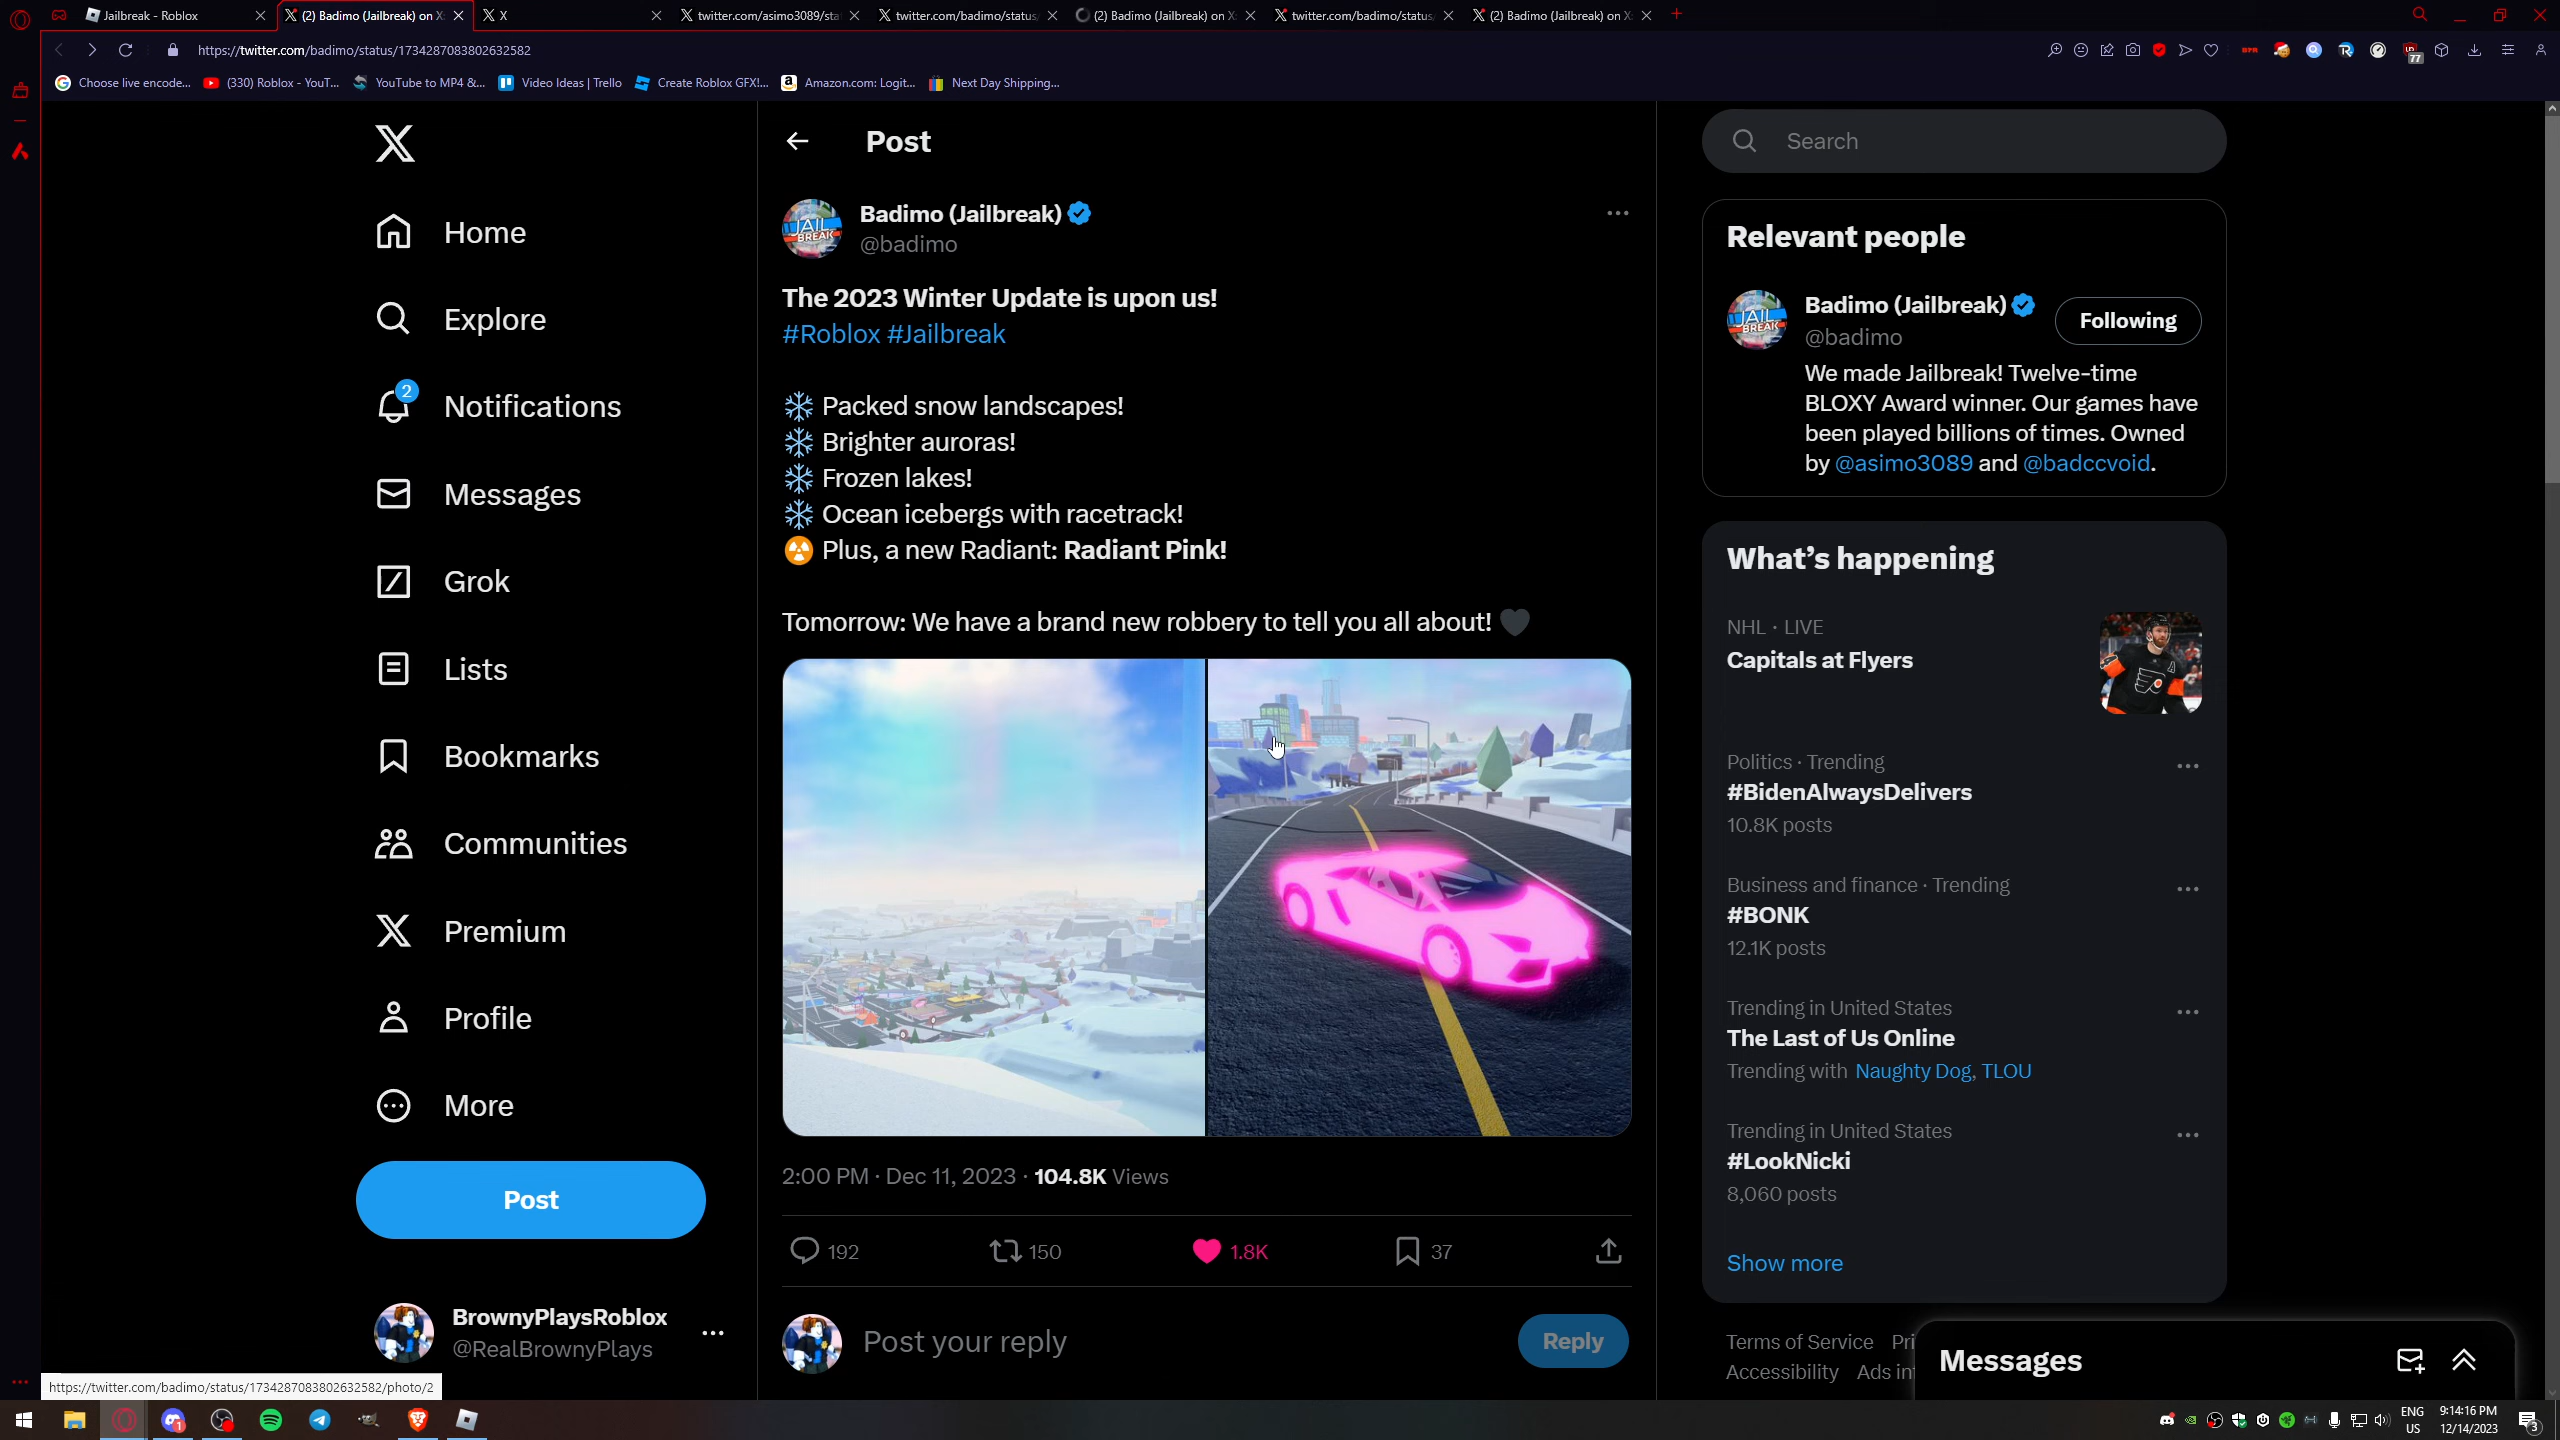 Jailbreak - Roblox
(2) Badimo (Jailbreak) on X
X
twitter.com/asimo3089/sta
twitter.com/badimo/status
(2) Badimo (Jailbreak) on X
twitter.com/badimo/status
(2) Badimo (Jailbreak) on X
https://twitter.com/badimo/status/1734287083802632582
77
Choose live encode...
(330) Roblox - YouT...
YouTube to MP4 &...
Video Ideas | Trello
Create Roblox GFX!...
Amazon.com: Logit...
Next Day Shipping...
Home
Explore
2
Notifications
Messages
Grok
Lists
Bookmarks
Communities
Premium
Profile
More
Post
BrownyPlaysRoblox
@RealBrownyPlays
https://twitter.com/badimo/status/1734287083802632582/photo/2
Post
JAIL
BREAK
Badimo (Jailbreak)
@badimo
The 2023 Winter Update is upon us!
#Roblox #Jailbreak
Packed snow landscapes!
Brighter auroras!
Frozen lakes!
Ocean icebergs with racetrack!
Plus, a new Radiant: Radiant Pink!
Tomorrow: We have a brand new robbery to tell you all about!
2:00 PM · Dec 11, 2023 · 104.8K Views
192
150
1.8K
37
Post your reply
Reply
Search
Relevant people
JAIL
BREAK
Badimo (Jailbreak)
@badimo
Following
We made Jailbreak! Twelve-time
BLOXY Award winner. Our games have
been played billions of times. Owned
by @asimo3089 and @badccvoid.
What's happening
NHL · LIVE
Capitals at Flyers
Politics · Trending
#BidenAlwaysDelivers
10.8K posts
Business and finance · Trending
#BONK
12.1K posts
Trending in United States
The Last of Us Online
Trending with Naughty Dog, TLOU
Trending in United States
#LookNicki
8,060 posts
Show more
Terms of Service Pri
Accessibility Ads in
Messages
1
ENG
US
9:14:16 PM
12/14/2023
3